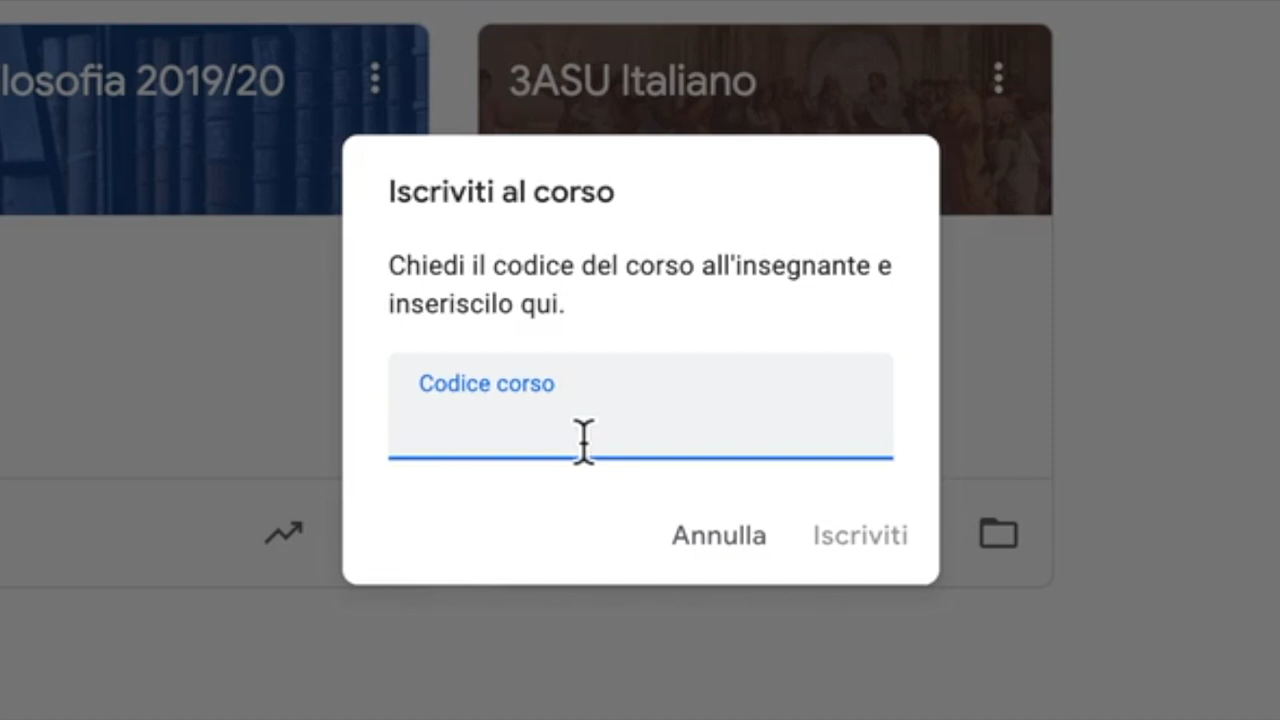 losofia 2019/20
3ASU Italiano
Iscriviti al corso
Chiedi il codice del corso all'insegnante e
inseriscilo qui.
Codice corso
Annulla
Iscriviti